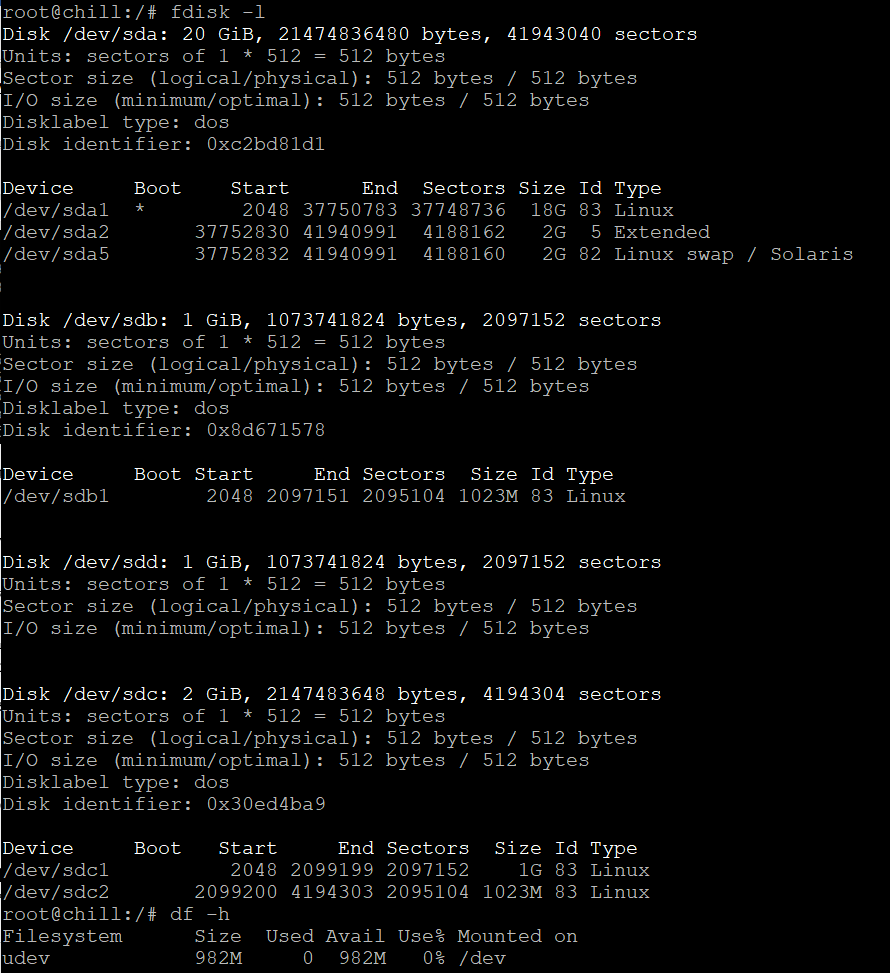 root@chill:/# fdisk -l
Disk /dev/sda: 20 GiB, 21474836480 bytes, 41943040 sectors
Units: sectors of 1 * 512 = 512 bytes
Sector size (logical/physical): 512 bytes / 512 bytes
I/O size (minimum/optimal): 512 bytes / 512 bytes
Disklabel type: dos
Disk identifier: 0xc2bd81d1
Device     Boot    Start      End  Sectors Size Id Type
/dev/sda1  *        2048 37750783 37748736  18G 83 Linux
/dev/sda2       37752830 41940991  4188162   2G  5 Extended
/dev/sda5       37752832 41940991  4188160   2G 82 Linux swap / Solaris
Disk /dev/sdb: 1 GiB, 1073741824 bytes, 2097152 sectors
Units: sectors of 1 * 512 = 512 bytes
Sector size (logical/physical): 512 bytes / 512 bytes
I/O size (minimum/optimal): 512 bytes / 512 bytes
Disklabel type: dos
Disk identifier: 0x8d671578
Device     Boot Start     End Sectors  Size Id Type
/dev/sdb1        2048 2097151 2095104 1023M 83 Linux
Disk /dev/sdd: 1 GiB, 1073741824 bytes, 2097152 sectors
Units: sectors of 1 * 512 = 512 bytes
Sector size (logical/physical): 512 bytes / 512 bytes
I/O size (minimum/optimal): 512 bytes / 512 bytes
Disk /dev/sdc: 2 GiB, 2147483648 bytes, 4194304 sectors
Units: sectors of 1 * 512 = 512 bytes
Sector size (logical/physical): 512 bytes / 512 bytes
I/O size (minimum/optimal): 512 bytes / 512 bytes
Disklabel type: dos
Disk identifier: 0x30ed4ba9
Device     Boot   Start     End Sectors  Size Id Type
/dev/sdc1          2048 2099199 2097152    1G 83 Linux
/dev/sdc2       2099200 4194303 2095104 1023M 83 Linux
root@chill:/# df -h
Filesystem      Size  Used Avail Use% Mounted on
udev            982M     0  982M   0% /dev